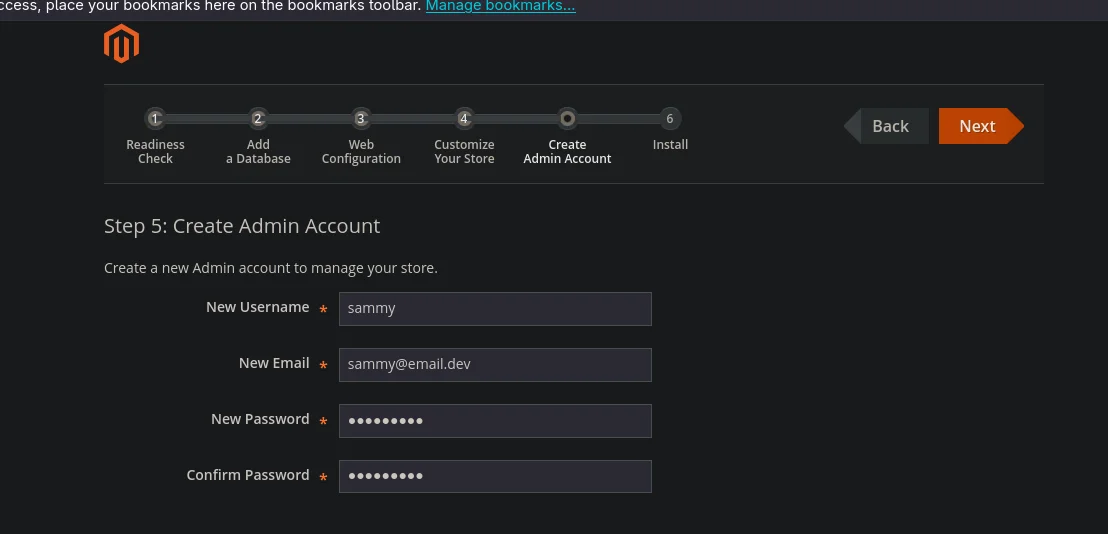 ccess, place your bookmarks here on the bookmarks toolbar. Manage bookmarks...
1
2
3
4
6
Readiness
Check
Add
a Database
Web
Configuration
Customize
Your Store
Create
Admin Account
Install
Back
Next
Step 5: Create Admin Account
Create a new Admin account to manage your store.
New Username * sammy
New Email * sammy@email.dev
New Password * •••••••••
Confirm Password * •••••••••